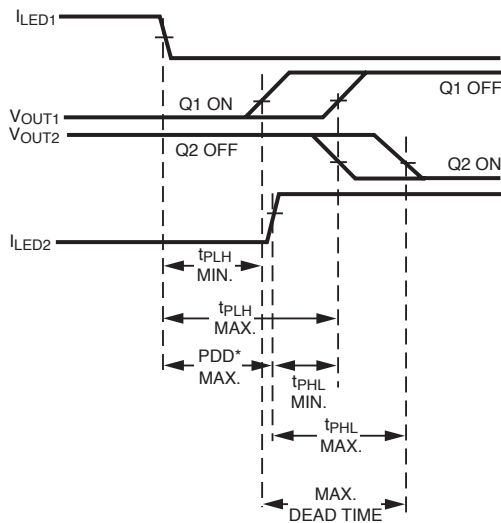 ILED1
Q1 ON
Q1 OFF
VOUT1
VOUT2
Q2 OFF
Q2 ON
ILED2
tPLH
MIN.
tPLH
MAX.
PDD*
MAX.
tPHL
MIN.
tPHL
MAX.
MAX.
DEAD TIME